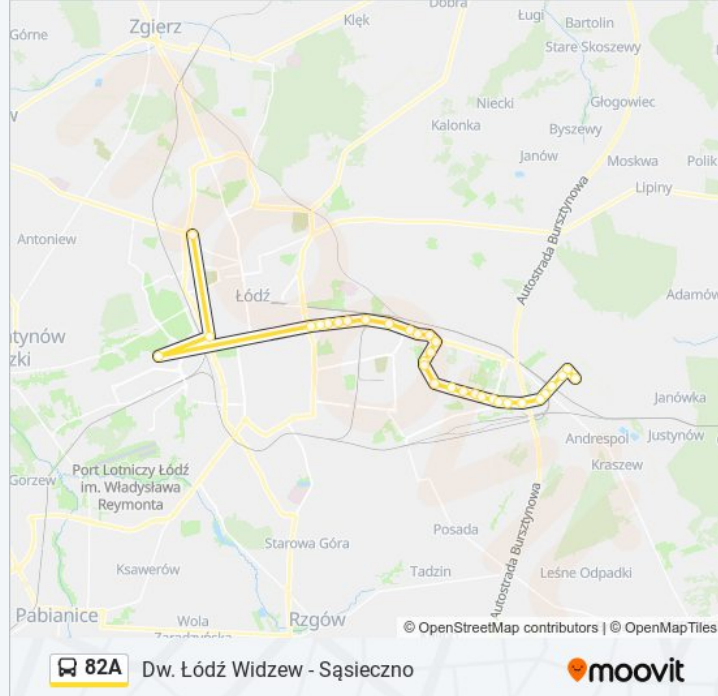 Dobra
Zgierz
Klęk
Ługi
Bartolin
Górne
Stare Skoszewy
Niecki
Głogowiec
Kalonka
Byszewy
Janów
Moskwa
Polik
Lipiny
Autostrada Bursztynowa
Antoniew
Łódź
Adamów
ntynów
zki
Janówka
Andrespol
Justynów
Kraszew
Port Lotniczy Łódź
im. Władysława
Reymonta
Gorzew
Posada
Starowa Góra
Autostrada Bursztynowa
Ksawerów
Tadzin
Leśne Odpadki
Pabianice
Wola
Zaradzyńska
Rzgów
© OpenStreetMap contributors | © OpenMapTiles
82A Dw. Łódź Widzew - Sąsieczno
moovit